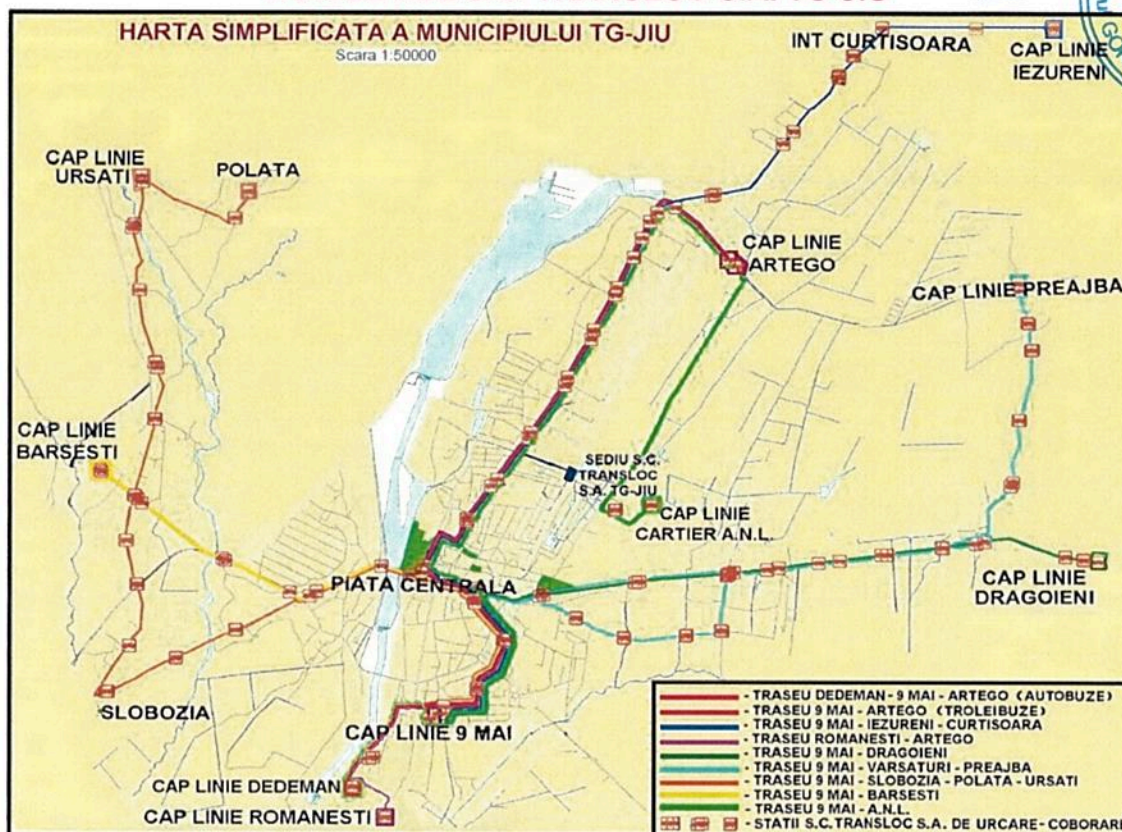 HARTA SIMPLIFICATA A MUNICIPIULUI TG-JIU
Scara 1:50000
INT CURTISOARA
CAP LINIE
IEZURENI
CAP LINIE
URSATI
POLATA
CAP LINIE
ARTEGO
CAP LINIE PREAJBA
CAP LINIE
BARSESTI
SEDIU S.C.
TRANSLOC
S.A. TG-JIU
CAP LINIE
CARTIER A.N.L.
PIATA CENTRALA
CAP LINIE
DRAGOIENI
SLOBOZIA
CAP LINIE 9 MAI
CAP LINIE DEDEMAN
CAP LINIE ROMANESTI
- TRASEU DEDEMAN - 9 MAI - ARTEGO (AUTOBUZE)
- TRASEU 9 MAI - ARTEGO (TROLEIBUZE)
- TRASEU 9 MAI - IEZURENI - CURTISOARA
- TRASEU ROMANESTI - ARTEGO
- TRASEU 9 MAI - DRAGOIENI
- TRASEU 9 MAI - VARSATURI - PREAJBA
- TRASEU 9 MAI - SLOBOZIA - POLATA - URSATI
- TRASEU 9 MAI - BARSESTI
- TRASEU 9 MAI - A.N.L.
- STATII S.C. TRANSLOC S.A. DE URCARE- COBORARE